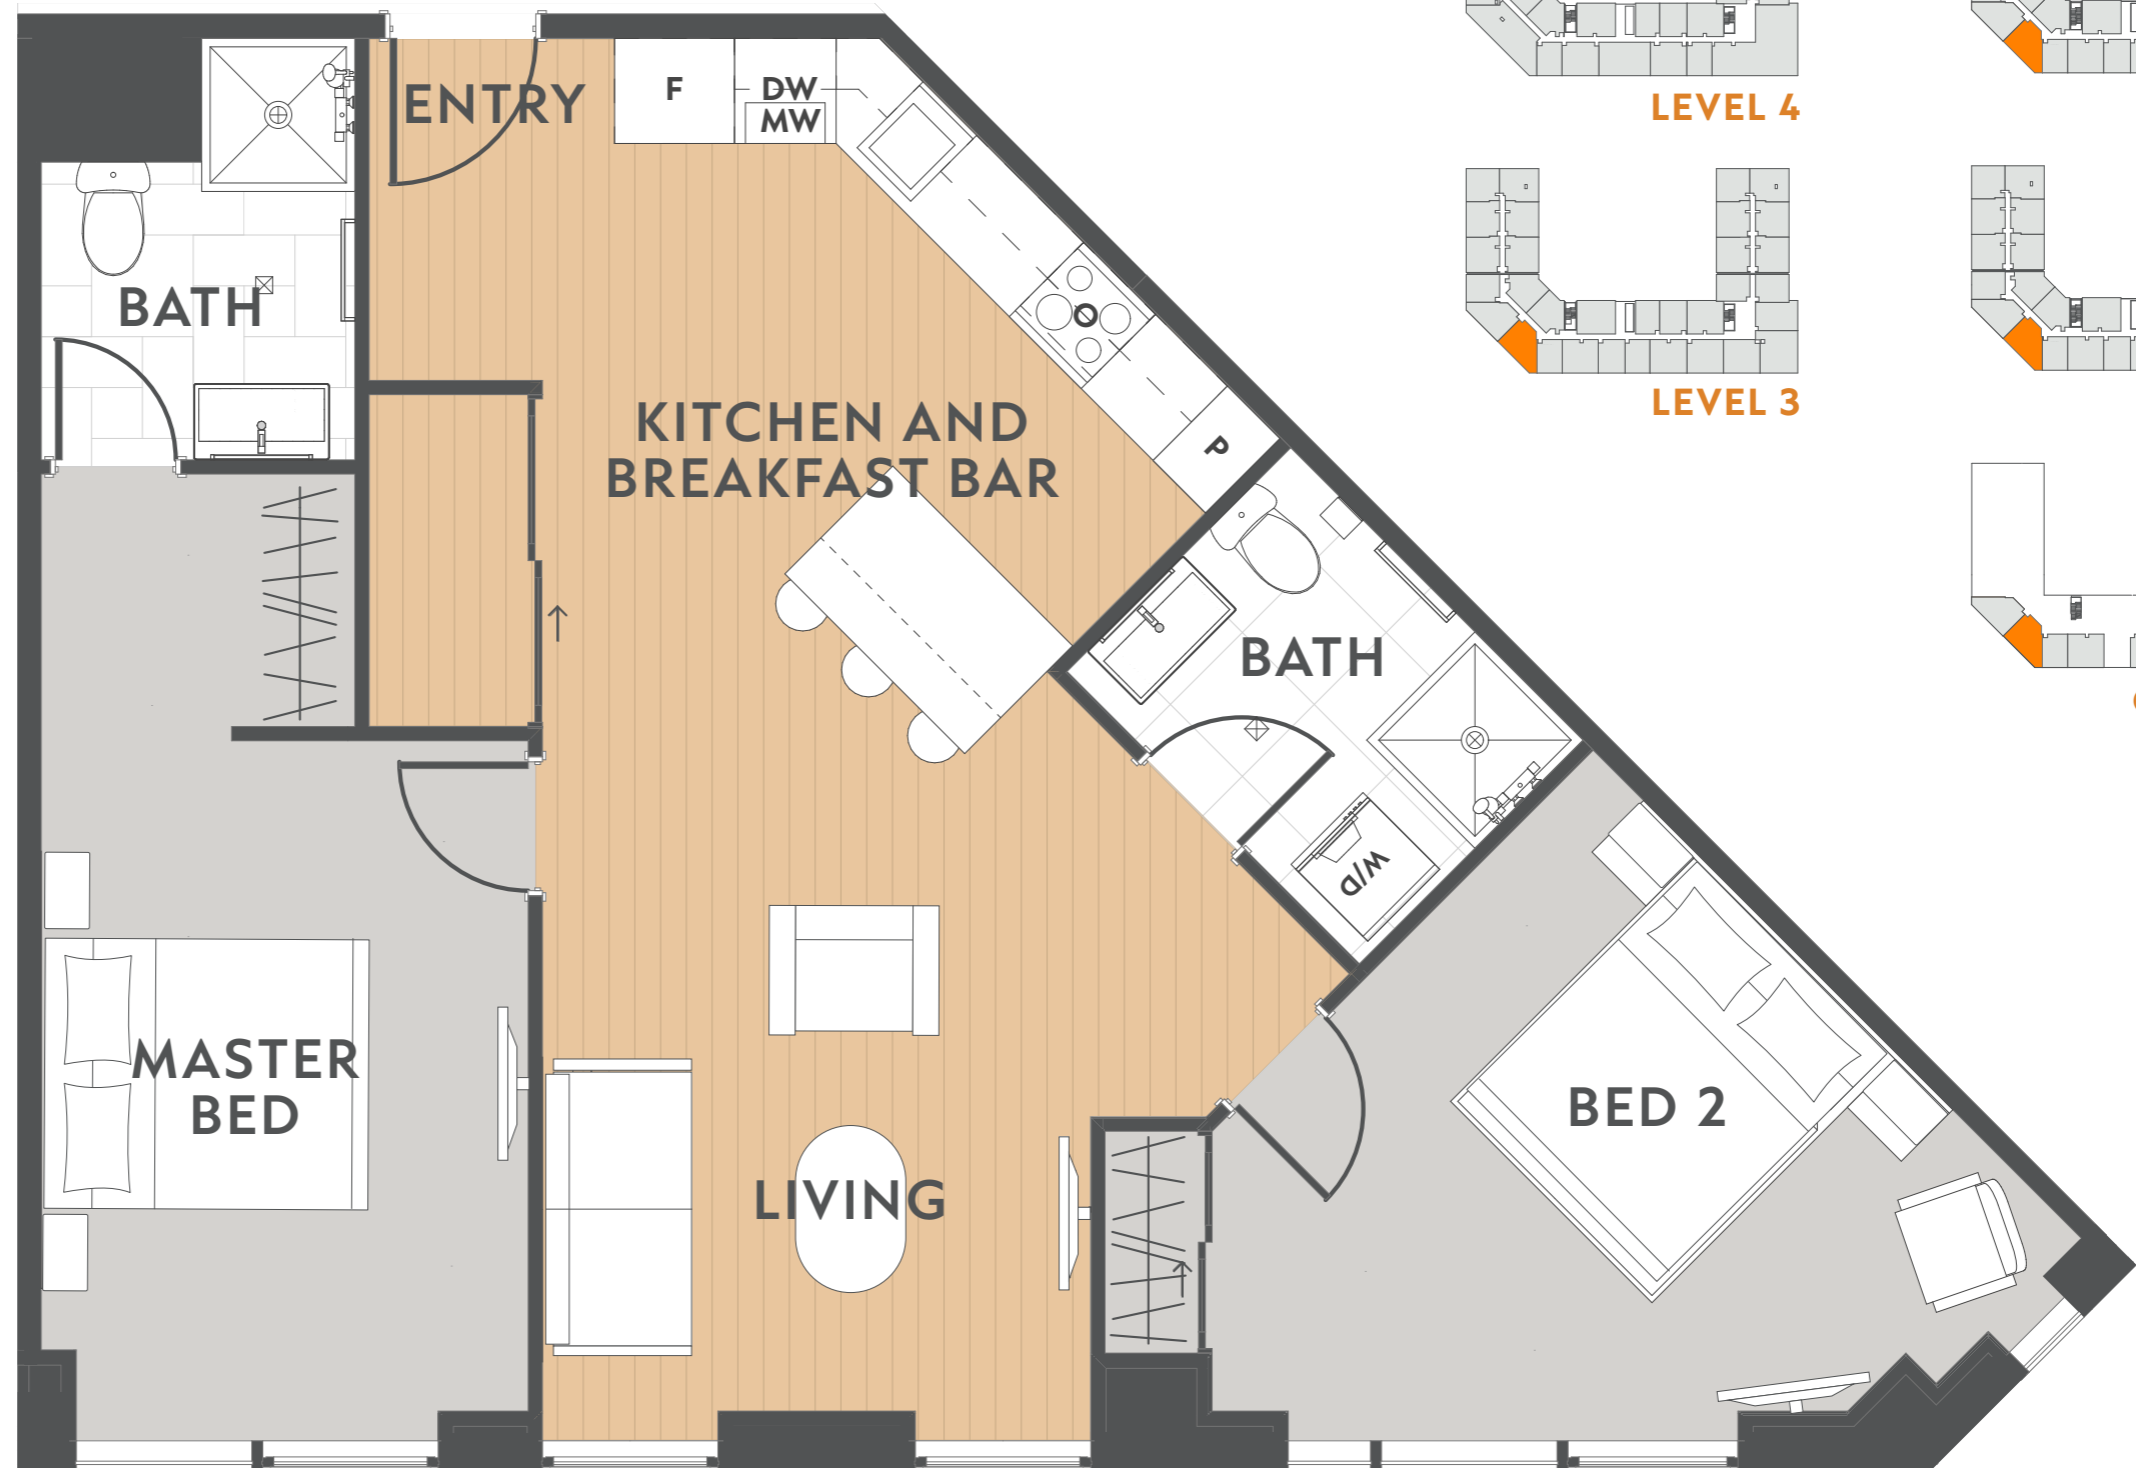 LEVEL 4
LEVEL 3
ENTRY
F
DW
MW
BATH
KITCHEN AND
BREAKFAST BAR
O
P
BATH
W/D
MASTER
BED
LIVING
BED 2